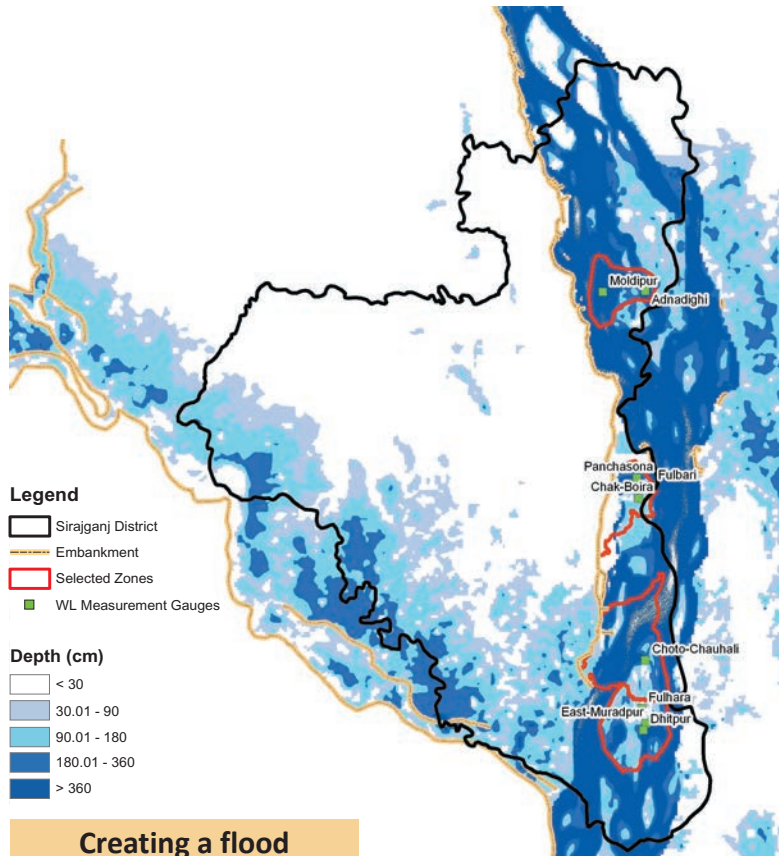 Moldipur
Adnadighi
Panchasona
Fulbari
Chak-Boira
Legend
Sirajganj District
Embankment
Selected Zones
WL Measurement Gauges
Choto-Chauhali
Depth (cm)
< 30
Fulhara
30.01 - 90
East-Muradpur
Dhitpur
90.01 - 180
180.01 - 360
> 360
Creating a flood